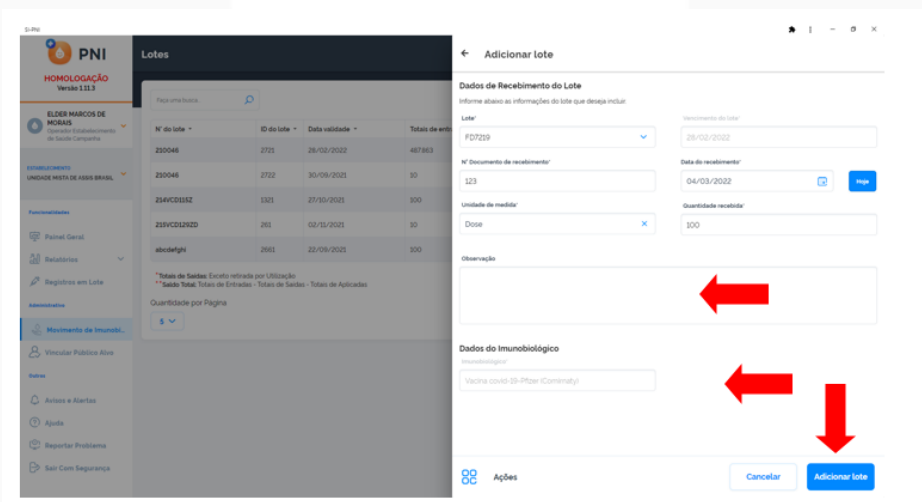 SI-PNI
PNI
HOMOLOGAÇÃO
Versão 1.11.3
ELDER MARCOS DE
MORAIS
Operador Estabelecimento
de Saúde Campanha
ESTABELECIMENTO
UNIDADE MISTA DE ASSIS BRASIL
Funcionalidades
Painel Geral
Relatórios
Registros em Lote
Administrativa
Movimento de Imunobi...
Vincular Público Alvo
Outros
Avisos e Alertas
Ajuda
Reportar Problema
Sair Com Segurança
Lotes
Faça uma busca
N° do lote ID do lote Data validade Totais de entr
210046 2721 28/02/2022 487.863
210046 2722 30/09/2021 10
214VCD115Z 1321 27/10/2021 100
215VCD129ZD 261 02/11/2021 10
abcdefghi 2661 22/09/2021 100
*Totais de Saídas: Exceto retirada por Utilização
**Saldo Total: Totais de Entradas - Totais de Saídas - Totais de Aplicadas
Quantidade por Página
5
Adicionar lote
Dados de Recebimento do Lote
Informe abaixo as informações do lote que deseja incluir.
Lote* Vencimento do lote*
FD7219 28/02/2022
N° Documento de recebimento* Data do recebimento*
123 04/03/2022 Hoje
Unidade de medida* Quantidade recebida*
Dose 100
Observação
Dados do Imunobiológico
Imunobiológico*
Vacina covid-19-Pfizer (Comirnaty)
Ações Cancelar Adicionar lote